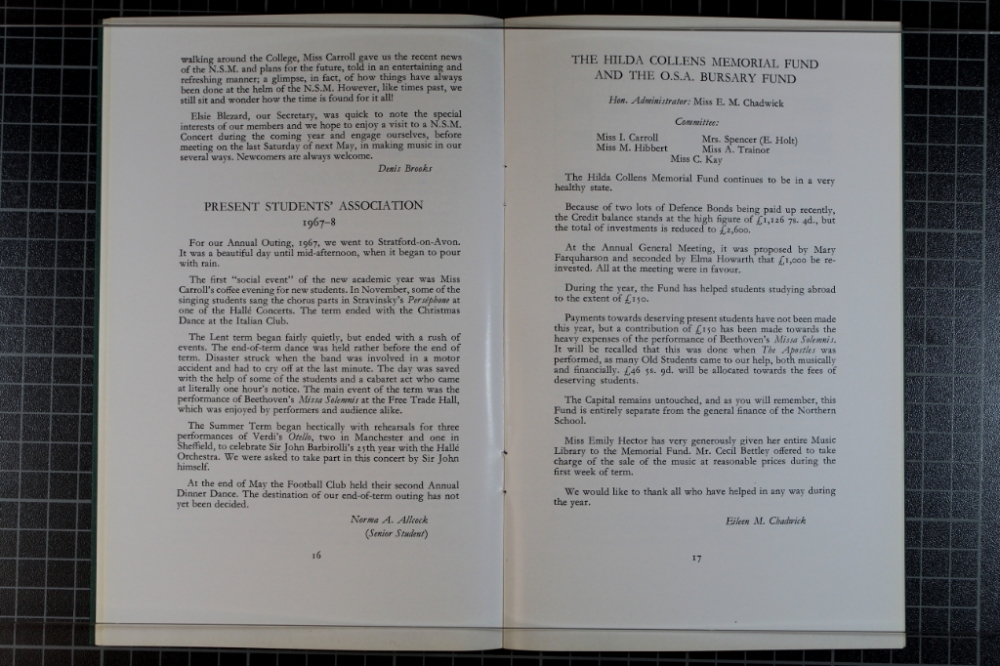 walking around the College, Miss Carroll gave us the recent news
of the N.S.M. and plans for the future, told in an entertaining and
refreshing manner; a glimpse, in fact, of how things have always
been done at the helm of the N.S.M. However, like times past, we
still sit and wonder how the time is found for it all!
Elsie Blezard, our Secretary, was quick to note the special
interests of our members and we hope to enjoy a visit to a N.S.M.
Concert during the coming year and engage ourselves, before
meeting on the last Saturday of next May, in making music in our
several ways. Newcomers are always welcome.
Denis Brooks
PRESENT STUDENTS' ASSOCIATION
1967–8
For our Annual Outing, 1967, we went to Stratford-on-Avon.
It was a beautiful day until mid-afternoon, when it began to pour
with rain.
The first "social event" of the new academic year was Miss
Carroll's coffee evening for new students. In November, some of the
singing students sang the chorus parts in Stravinsky's Perséphone at
one of the Hallé Concerts. The term ended with the Christmas
Dance at the Italian Club.
The Lent term began fairly quietly, but ended with a rush of
events. The end-of-term dance was held rather before the end of
term. Disaster struck when the band was involved in a motor
accident and had to cry off at the last minute. The day was saved
with the help of some of the students and a cabaret act who came
at literally one hour's notice. The main event of the term was the
performance of Beethoven's Missa Solemnis at the Free Trade Hall,
which was enjoyed by performers and audience alike.
The Summer Term began hectically with rehearsals for three
performances of Verdi's Otello, two in Manchester and one in
Sheffield, to celebrate Sir John Barbirolli's 25th year with the Hallé
Orchestra. We were asked to take part in this concert by Sir John
himself.
At the end of May the Football Club held their second Annual
Dinner Dance. The destination of our end-of-term outing has not
yet been decided.
Norma A. Allcock
(Senior Student)
16
THE HILDA COLLENS MEMORIAL FUND
AND THE O.S.A. BURSARY FUND
Hon. Administrator: Miss E. M. Chadwick
Committee:
Miss I. Carroll Mrs. Spencer (E. Holt)
Miss M. Hibbert Miss A. Trainor
Miss C. Kay
The Hilda Collens Memorial Fund continues to be in a very
healthy state.
Because of two lots of Defence Bonds being paid up recently,
the Credit balance stands at the high figure of £1,126 7s. 4d., but
the total of investments is reduced to £2,600.
At the Annual General Meeting, it was proposed by Mary
Farquharson and seconded by Elma Howarth that £1,000 be re-
invested. All at the meeting were in favour.
During the year, the Fund has helped students studying abroad
to the extent of £150.
Payments towards deserving present students have not been made
this year, but a contribution of £150 has been made towards the
heavy expenses of the performance of Beethoven's Missa Solemnis.
It will be recalled that this was done when The Apostles was
performed, as many Old Students came to our help, both musically
and financially. £46 5s. 9d. will be allocated towards the fees of
deserving students.
The Capital remains untouched, and as you will remember, this
Fund is entirely separate from the general finance of the Northern
School.
Miss Emily Hector has very generously given her entire Music
Library to the Memorial Fund. Mr. Cecil Bettley offered to take
charge of the sale of the music at reasonable prices during the
first week of term.
We would like to thank all who have helped in any way during
the year.
Eileen M. Chadwick
17